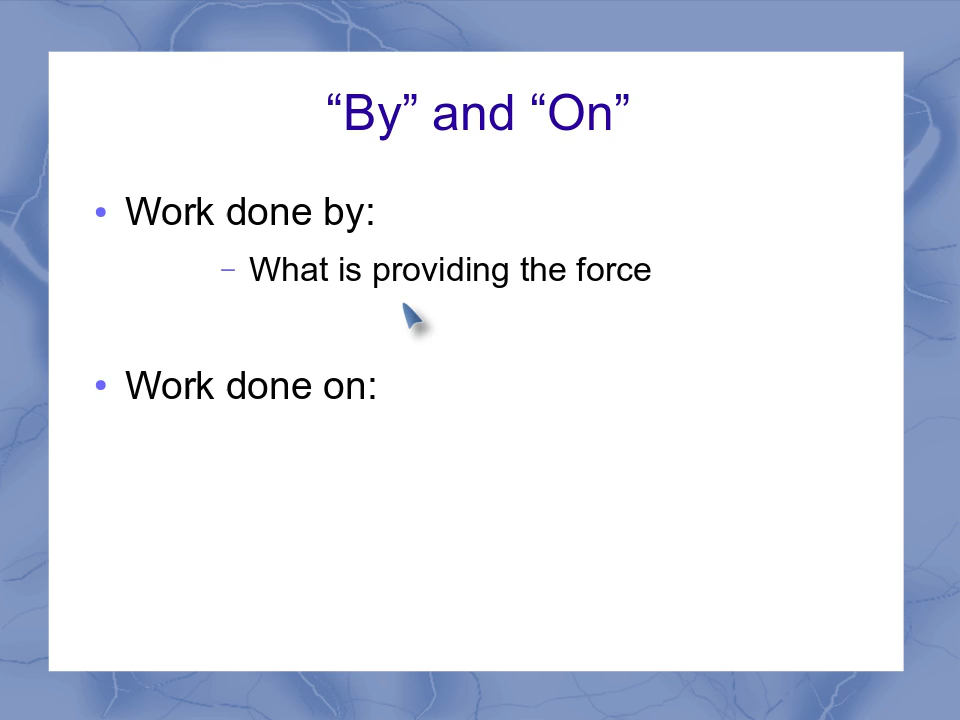 “By” and “On”
● Work done by:
– What is providing the force
● Work done on: